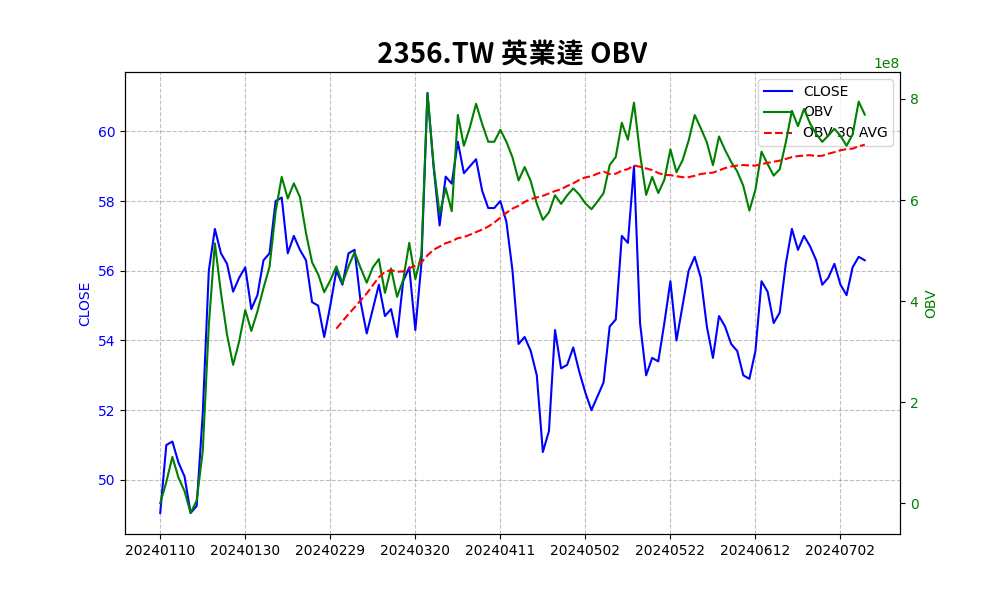 2356.TW 英業達 OBV
1e8
CLOSE
OBV
OBV 30 AVG
60
58
56
54
52
50
CLOSE
8
6
4
2
0
OBV
20240110 20240130 20240229 20240320 20240411 20240502 20240522 20240612 20240702